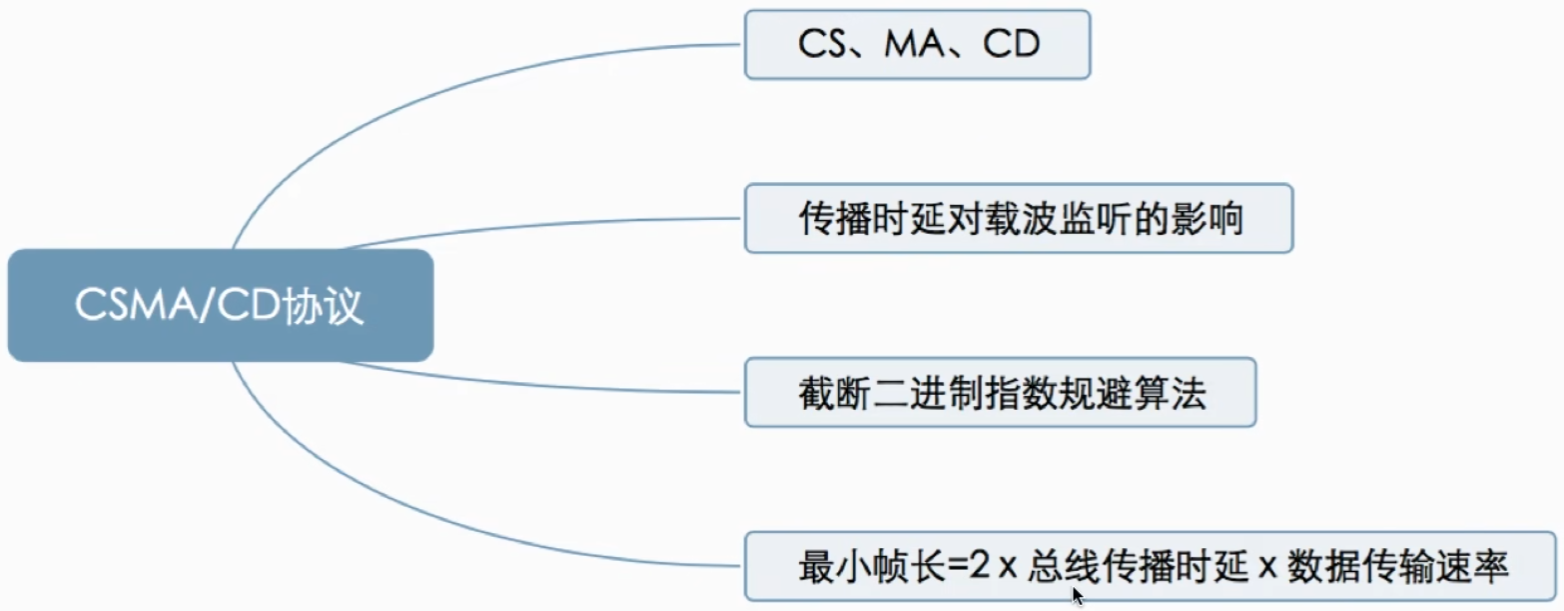 CS、MA、CD
传播时延对载波监听的影响
CSMA/CD协议
截断二进制指数规避算法
最小帧长=2 x 总线传播时延 x 数据传输速率